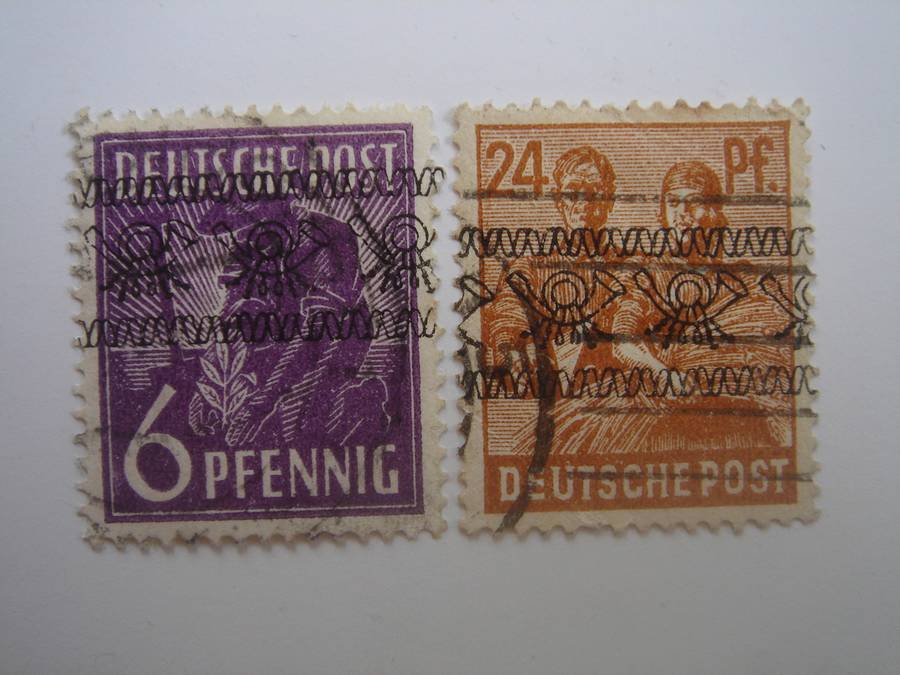 DEUTSCHE POST
6 PFENNIG
24 Pf.
DEUTSCHE POST